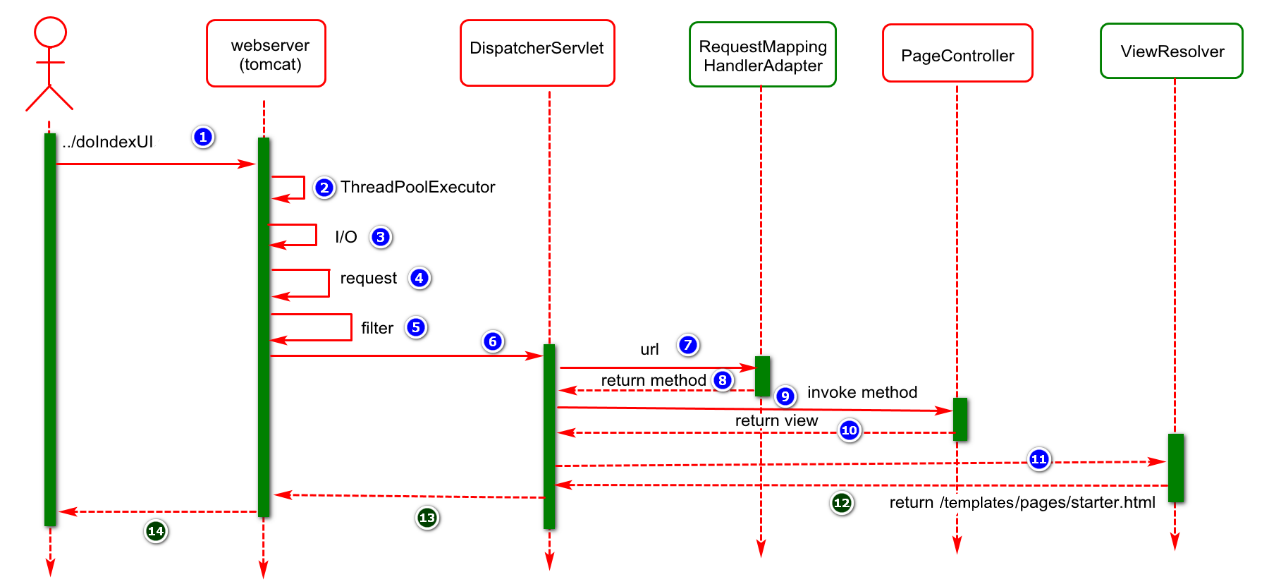 webserver
(tomcat)
DispatcherServlet
RequestMapping
HandlerAdapter
PageController
ViewResolver
../doIndexUI 1
2 ThreadPoolExecutor
I/O 3
request 4
filter 5
6
url 7
return method 8
9 invoke method
return view 10
11
12
return /templates/pages/starter.html
13
14